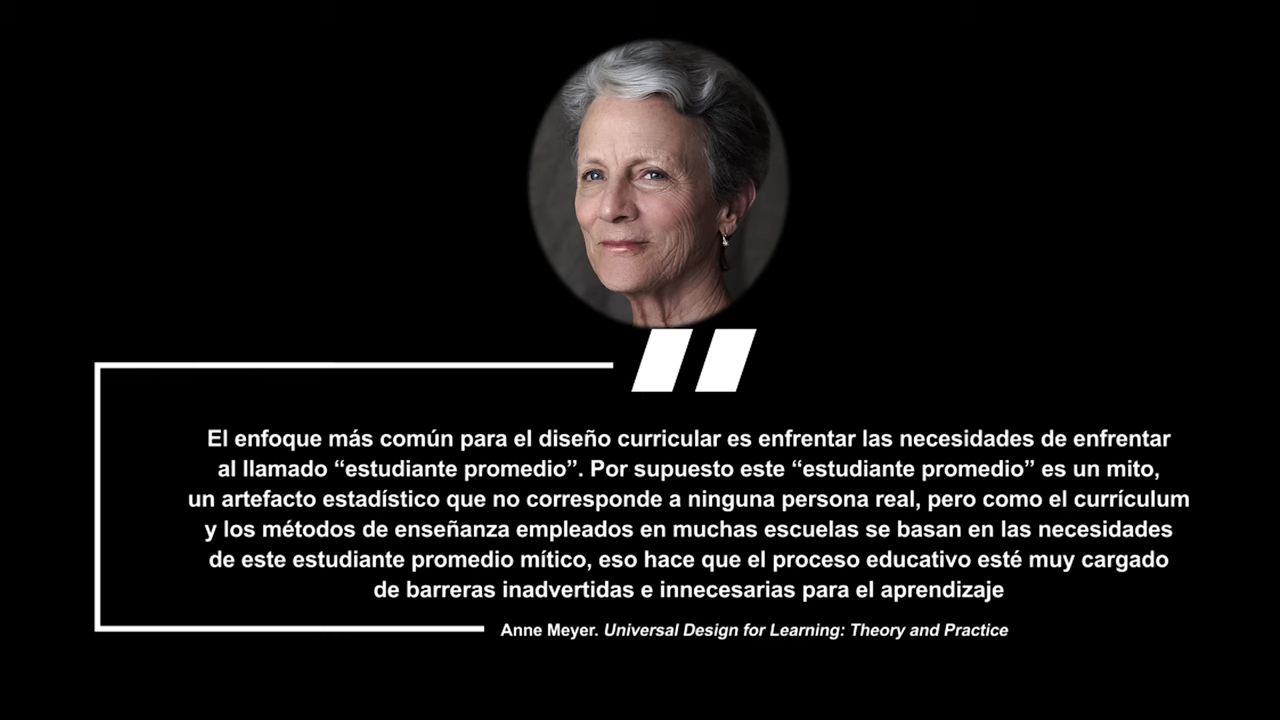 El enfoque más común para el diseño curricular es enfrentar las necesidades de enfrentar
al llamado “estudiante promedio”. Por supuesto este “estudiante promedio” es un mito,
un artefacto estadístico que no corresponde a ninguna persona real, pero como el currículum
y los métodos de enseñanza empleados en muchas escuelas se basan en las necesidades
de este estudiante promedio mítico, eso hace que el proceso educativo esté muy cargado
de barreras inadvertidas e innecesarias para el aprendizaje
Anne Meyer. Universal Design for Learning: Theory and Practice